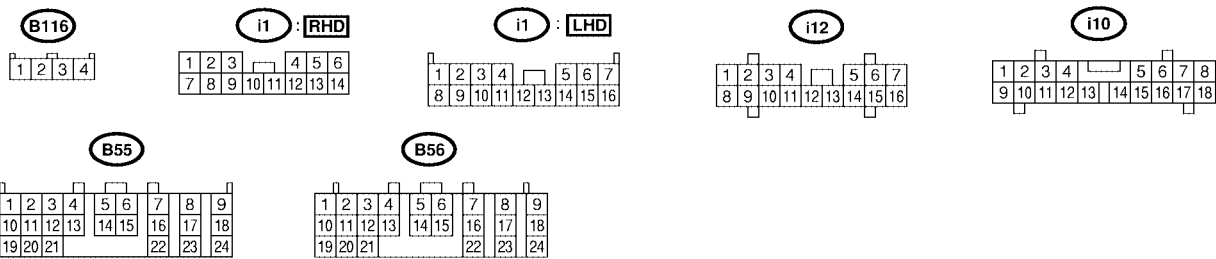 B116
i1 : RHD
i1 : LHD
i12
i10
1 2 3 4
1 2 3 4 5 6
7 8 9 10 11 12 13 14
1 2 3 4 5 6 7
8 9 10 11 12 13 14 15 16
1 2 3 4 5 6 7
8 9 10 11 12 13 14 15 16
1 2 3 4 5 6 7 8
9 10 11 12 13 14 15 16 17 18
B55
B56
1 2 3 4 5 6 7 8 9
10 11 12 13 14 15 16 17 18
19 20 21 22 23 24
1 2 3 4 5 6 7 8 9
10 11 12 13 14 15 16 17 18
19 20 21 22 23 24